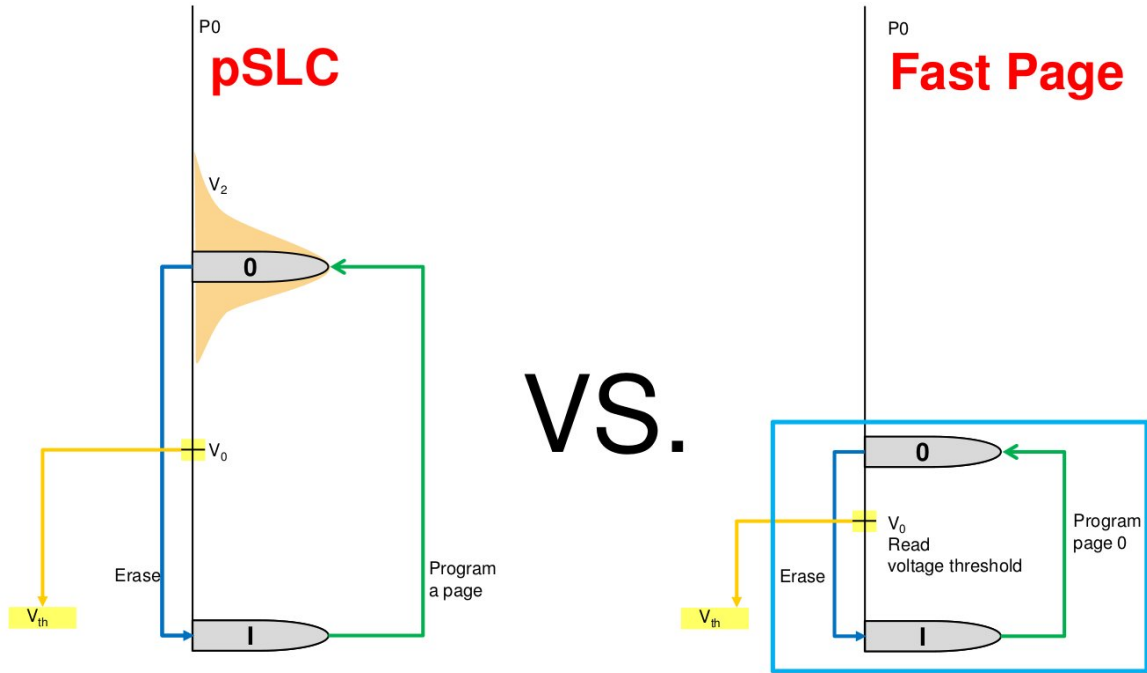 P0
pSLC
V₂
0
V₀
Erase
Program
a page
Vth
I
VS.
P0
Fast Page
0
V₀
Read
voltage threshold
Program
page 0
Erase
Vth
I